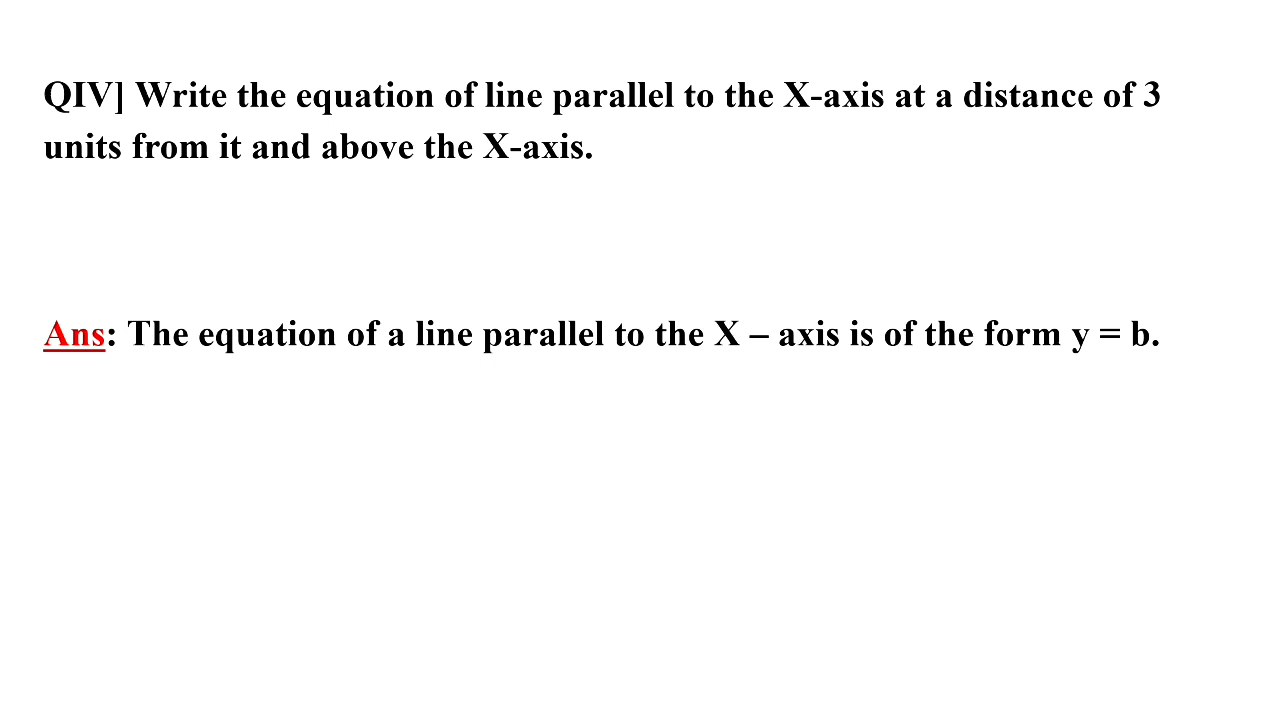 QIV] Write the equation of line parallel to the X-axis at a distance of 3
units from it and above the X-axis.
Ans: The equation of a line parallel to the X – axis is of the form y = b.